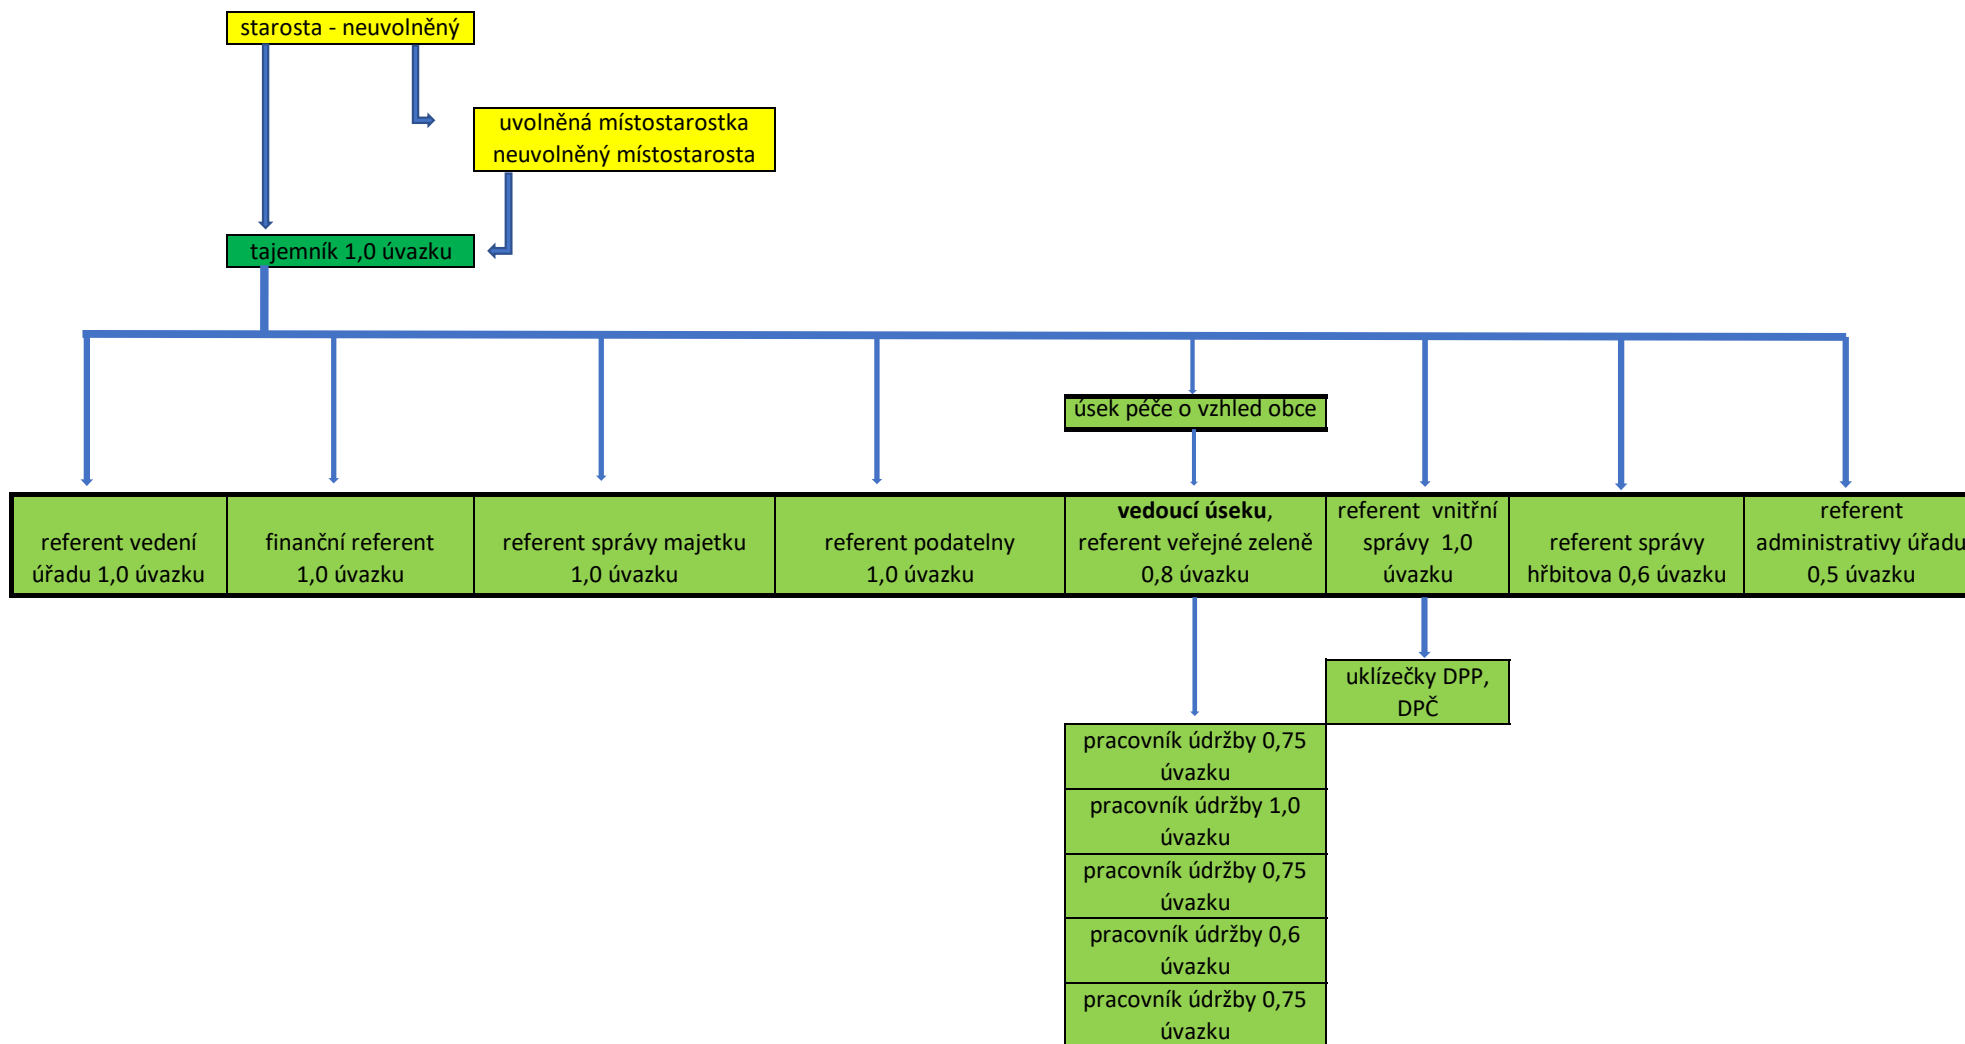 starosta - neuvolněný
uvolněná místostarostka
neuvolněný místostarosta
tajemník 1,0 úvazku
úsek péče o vzhled obce
referent vedení
úřadu 1,0 úvazku
finanční referent
1,0 úvazku
referent správy majetku
1,0 úvazku
referent podatelny
1,0 úvazku
vedoucí úseku,
referent veřejné zeleně
0,8 úvazku
referent vnitřní
správy 1,0
úvazku
referent správy
hřbitova 0,6 úvazku
referent
administrativy úřadu
0,5 úvazku
uklízečky DPP,
DPČ
pracovník údržby 0,75
úvazku
pracovník údržby 1,0
úvazku
pracovník údržby 0,75
úvazku
pracovník údržby 0,6
úvazku
pracovník údržby 0,75
úvazku